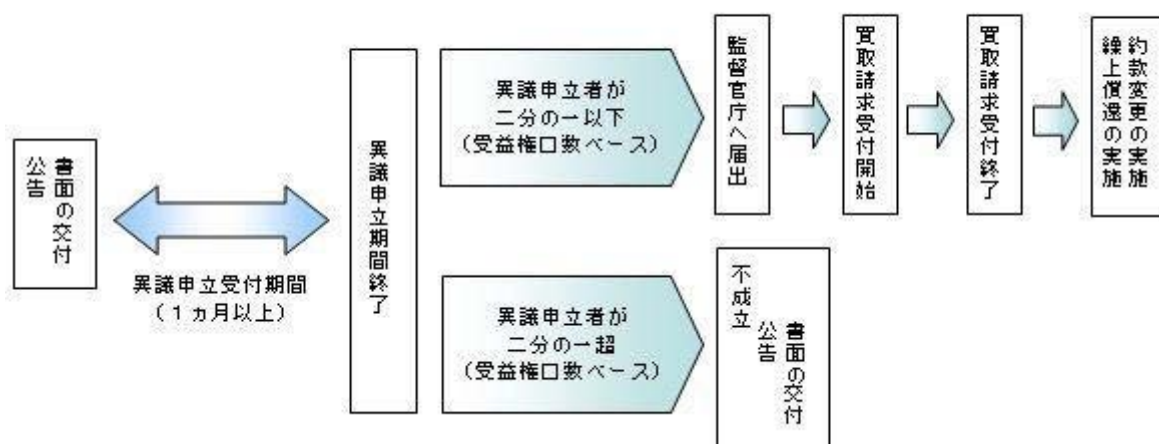 公告
書面の交付
異議申立受付期間
（１ヵ月以上）
異議申立期間終了
異議申立者が
二分の一以下
（受益権口数ベース）
監督官庁へ届出
買取請求受付開始
買取請求受付終了
約款変更の実施
繰上償還の実施
異議申立者が
二分の一超
（受益権口数ベース）
不成立
公告
書面の交付